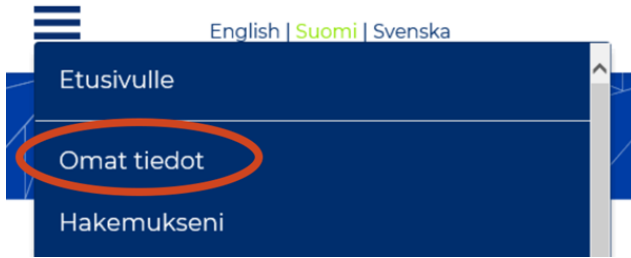 English | Suomi | Svenska
Etusivulle
Omat tiedot
Hakemukseni